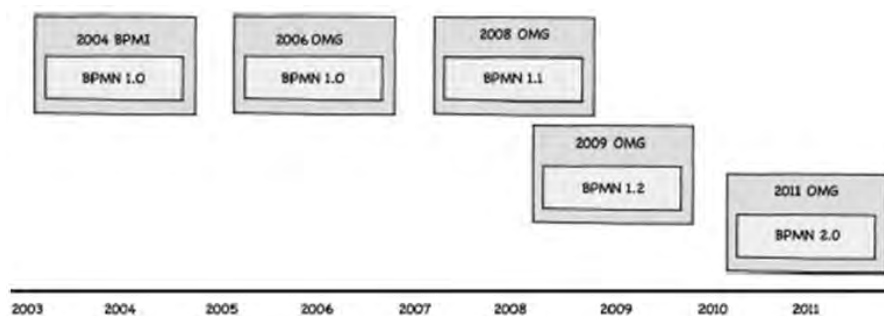 2004 BPMI
BPMN 1.0
2006 OMG
BPMN 1.0
2008 OMG
BPMN 1.1
2009 OMG
BPMN 1.2
2011 OMG
BPMN 2.0
2003 2004 2005 2006 2007 2008 2009 2010 2011